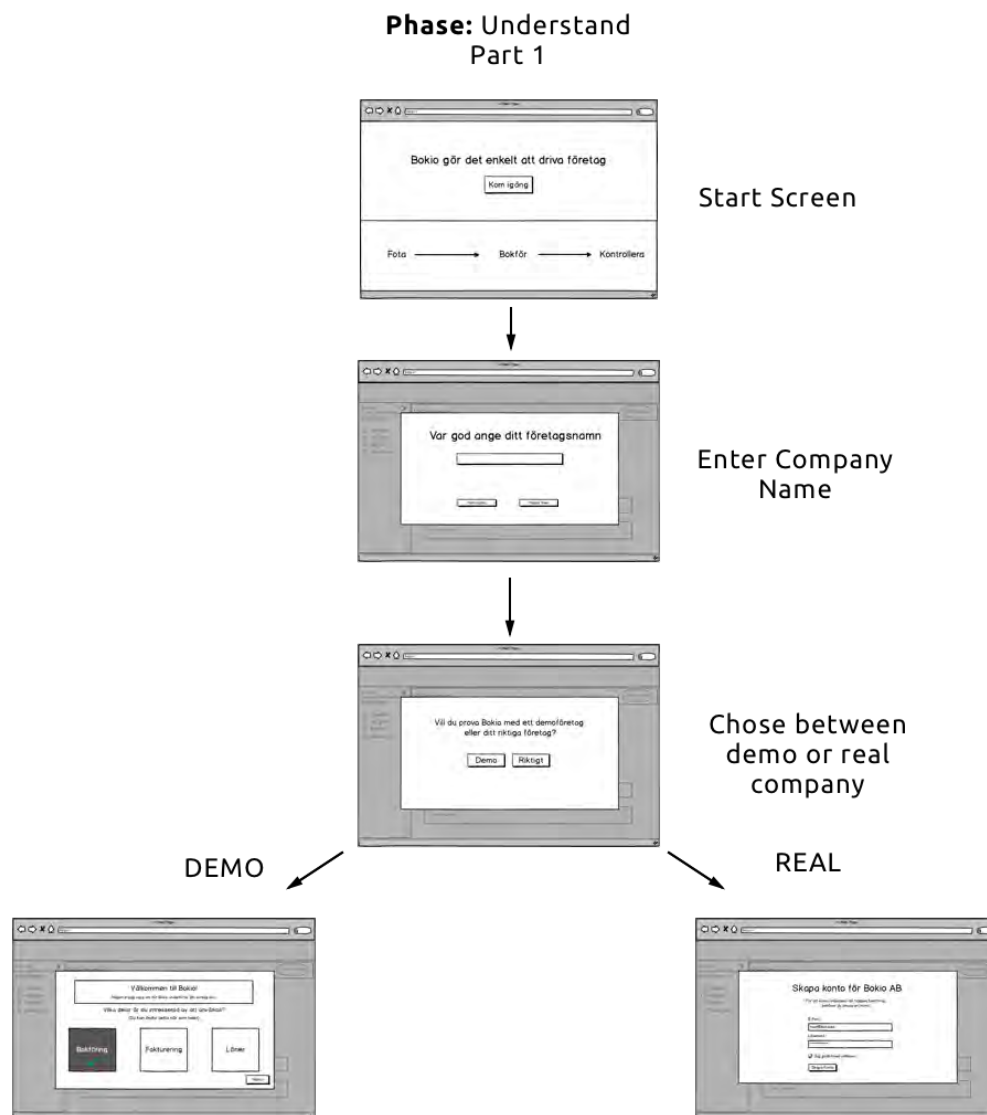 Phase: Understand
Part 1
Bokio gör det enkelt att driva företag
Kom igång
Fota
Bokför
Kontrollera
Start Screen
Var god ange ditt företagsnamn
Enter Company
Name
Vill du prova Bokio med ett demoföretag
eller ditt riktiga företag?
Demo
Riktigt
Chose between
demo or real
company
DEMO
REAL
Välkommen till Bokio!
Bokföring
Fakturering
Löner
Skapa konto för Bokio AB